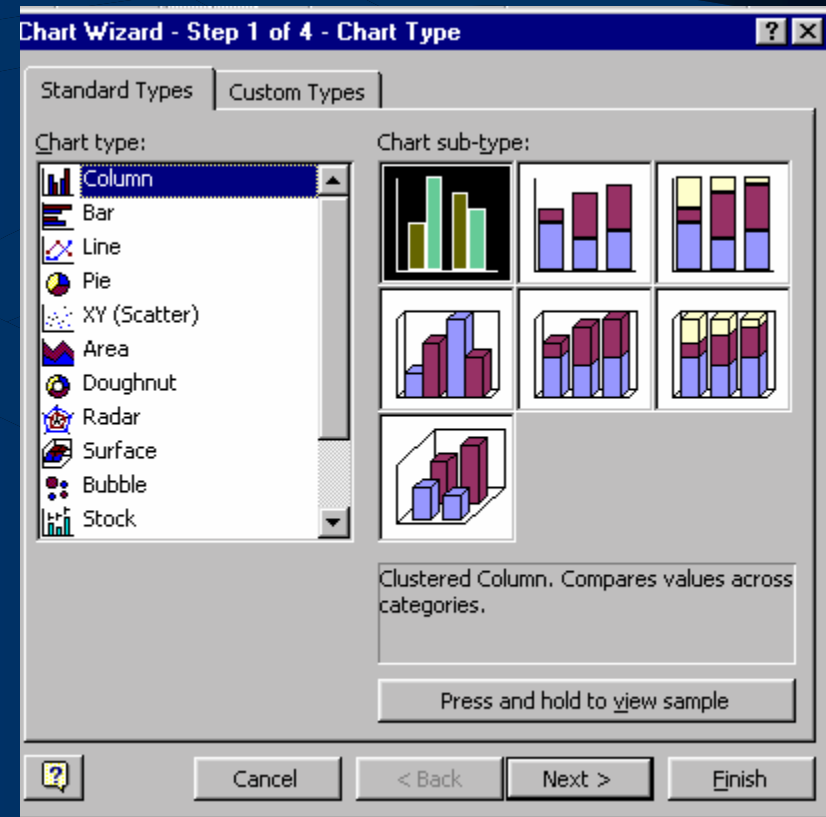 Chart Wizard - Step 1 of 4 - Chart Type
Standard Types
Custom Types
Chart type:
Column
Bar
Line
Pie
XY (Scatter)
Area
Doughnut
Radar
Surface
Bubble
Stock
Chart sub-type:
Clustered Column. Compares values across
categories.
Press and hold to view sample
Cancel
< Back
Next >
Finish